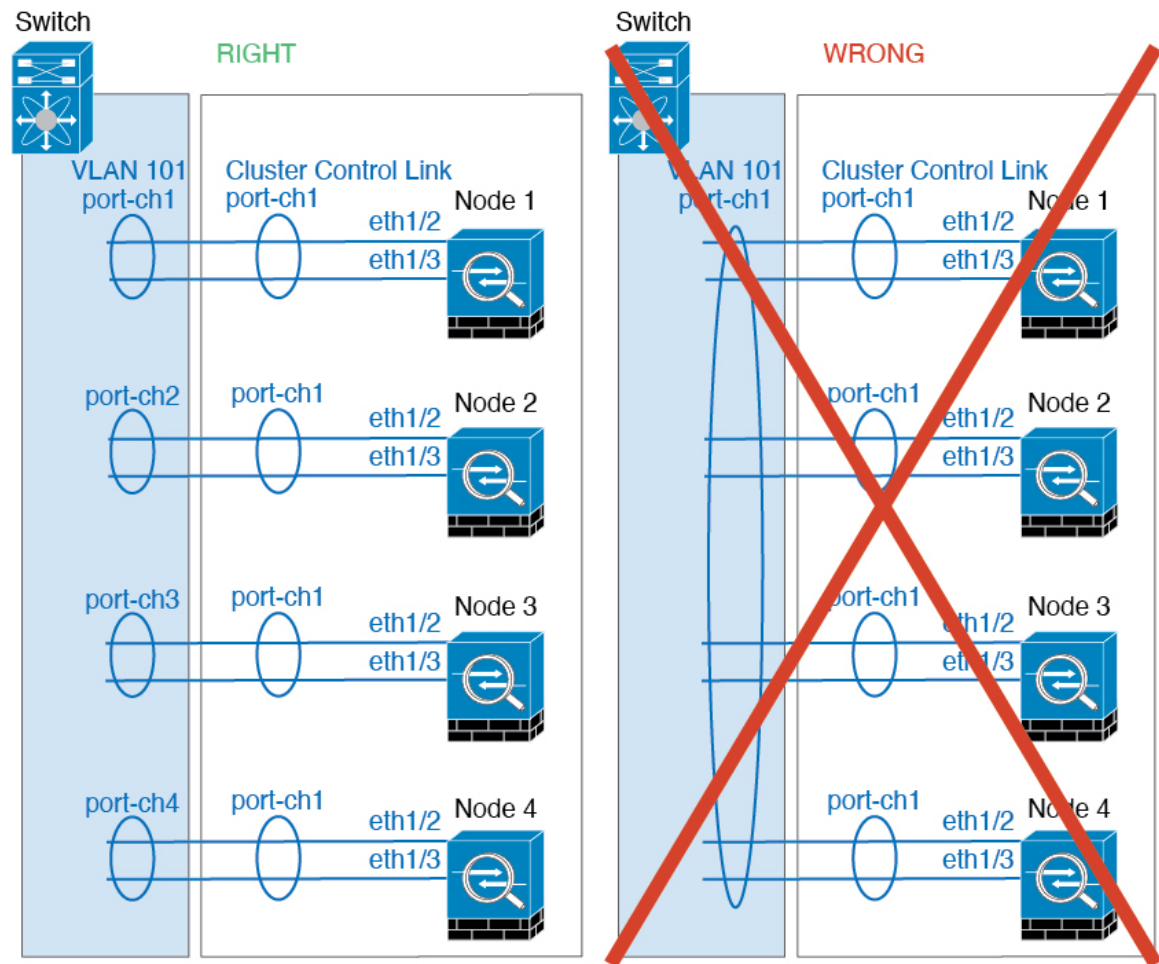 Switch
RIGHT
VLAN 101
port-ch1
Cluster Control Link
port-ch1
Node 1
eth1/2
eth1/3
port-ch2
port-ch1
Node 2
eth1/2
eth1/3
port-ch3
port-ch1
Node 3
eth1/2
eth1/3
port-ch4
port-ch1
Node 4
eth1/2
eth1/3
Switch
WRONG
VLAN 101
port-ch1
Cluster Control Link
port-ch1
Node 1
eth1/2
eth1/3
port-ch1
Node 2
eth1/2
eth1/3
port-ch1
Node 3
eth1/2
eth1/3
port-ch1
Node 4
eth1/2
eth1/3